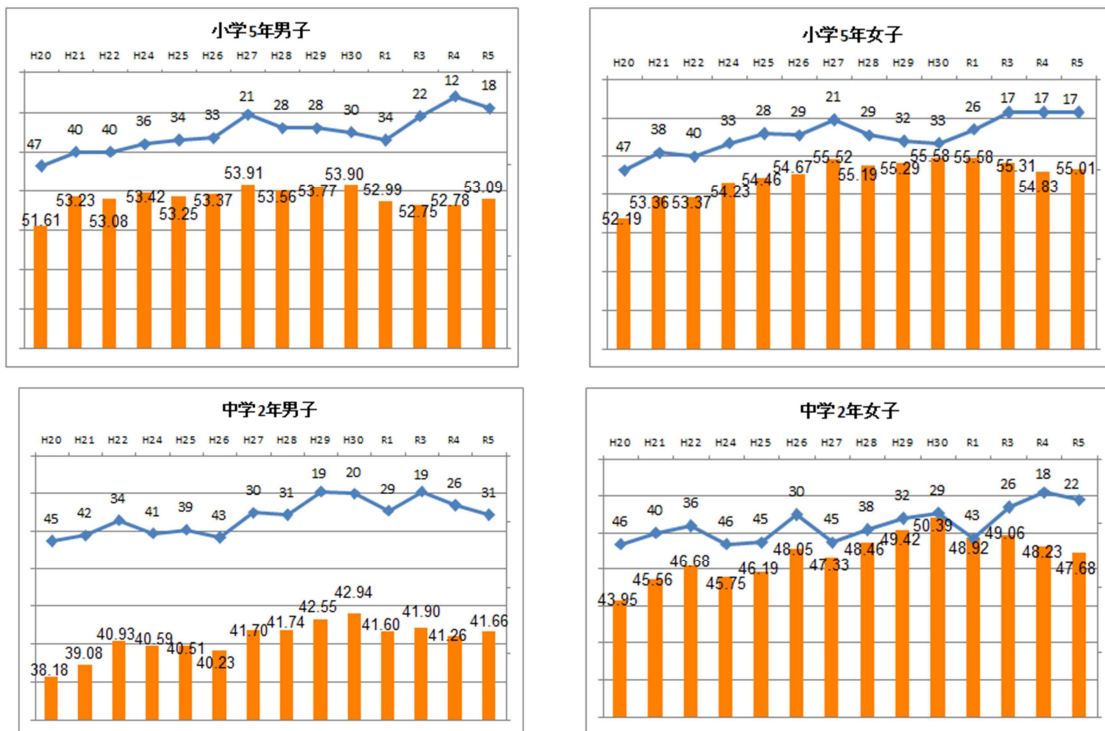 小学5年男子
H20 H21 H22 H24 H25 H26 H27 H28 H29 H30 R1 R3 R4 R5
47 40 40 36 34 33 21 28 28 30 34 22 12 18
51.61 53.23 53.08 53.42 53.25 53.37 53.91 53.56 53.77 53.90 52.99 52.75 52.78 53.09
小学5年女子
H20 H21 H22 H24 H25 H26 H27 H28 H29 H30 R1 R3 R4 R5
47 38 40 33 28 29 21 29 32 33 26 17 17 17
52.19 53.36 53.37 54.23 54.46 54.67 55.52 55.19 55.29 55.58 55.58 55.31 54.83 55.01
中学2年男子
H20 H21 H22 H24 H25 H26 H27 H28 H29 H30 R1 R3 R4 R5
45 42 34 41 39 43 30 31 19 20 29 19 26 31
38.18 39.08 40.93 40.59 40.51 40.23 41.70 41.74 42.55 42.94 41.60 41.90 41.26 41.66
中学2年女子
H20 H21 H22 H24 H25 H26 H27 H28 H29 H30 R1 R3 R4 R5
46 40 36 46 45 30 45 38 32 29 43 26 18 22
43.95 45.56 46.68 45.75 46.19 48.05 47.33 48.46 49.42 50.39 48.92 49.06 48.23 47.68